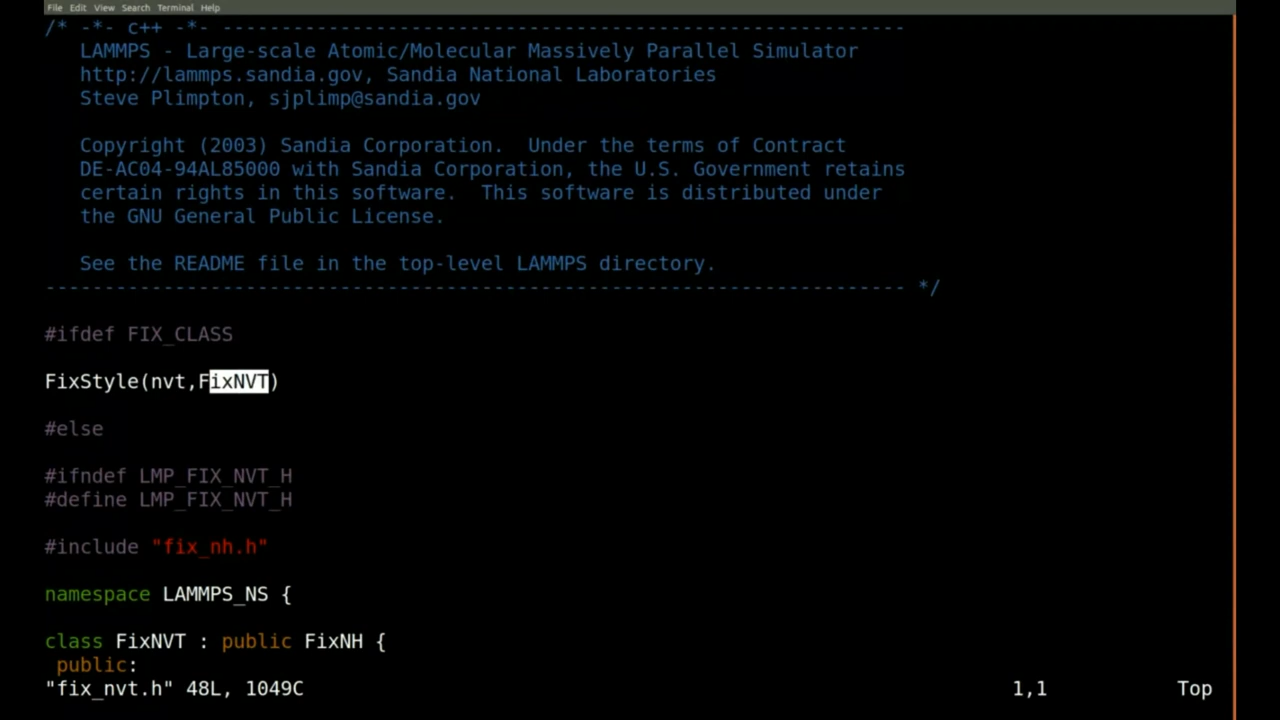 File Edit View Search Terminal Help
/* -*- c++ -*- ----------------------------------------------------------
LAMMPS - Large-scale Atomic/Molecular Massively Parallel Simulator
http://lammps.sandia.gov, Sandia National Laboratories
Steve Plimpton, sjplimp@sandia.gov
Copyright (2003) Sandia Corporation.  Under the terms of Contract
DE-AC04-94AL85000 with Sandia Corporation, the U.S. Government retains
certain rights in this software.  This software is distributed under
the GNU General Public License.
See the README file in the top-level LAMMPS directory.
------------------------------------------------------------------------- */
#ifdef FIX_CLASS
FixStyle(nvt,FixNVT)
#else
#ifndef LMP_FIX_NVT_H
#define LMP_FIX_NVT_H
#include "fix_nh.h"
namespace LAMMPS_NS {
class FixNVT : public FixNH {
public:
"fix_nvt.h" 48L, 1049C 1,1 Top